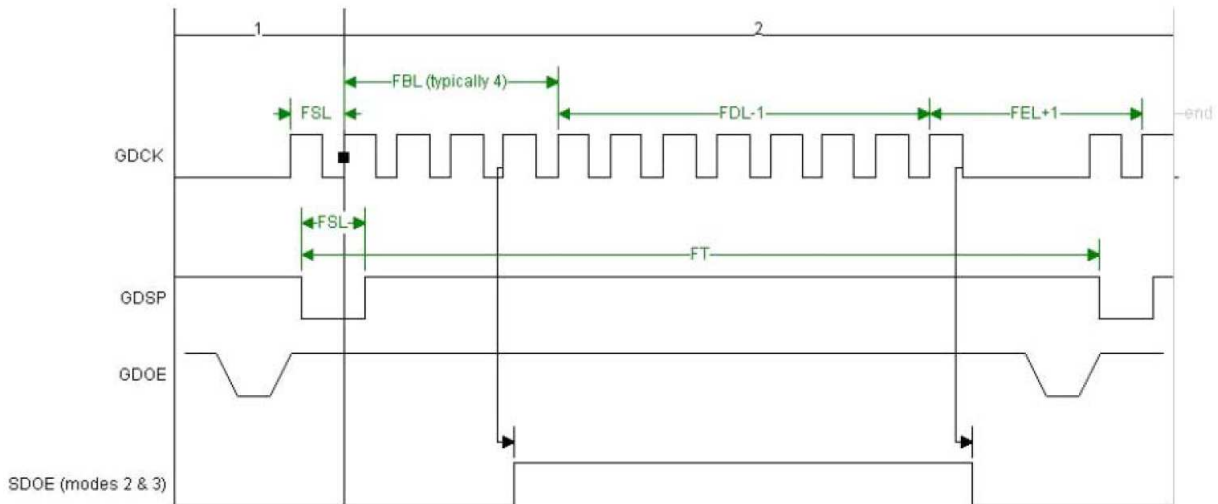 1 2
FBL (typically 4)
FSL FDL-1 FEL+1 end
GDCK
FSL
FT
GDSP
GDOE
SDOE (modes 2 & 3)